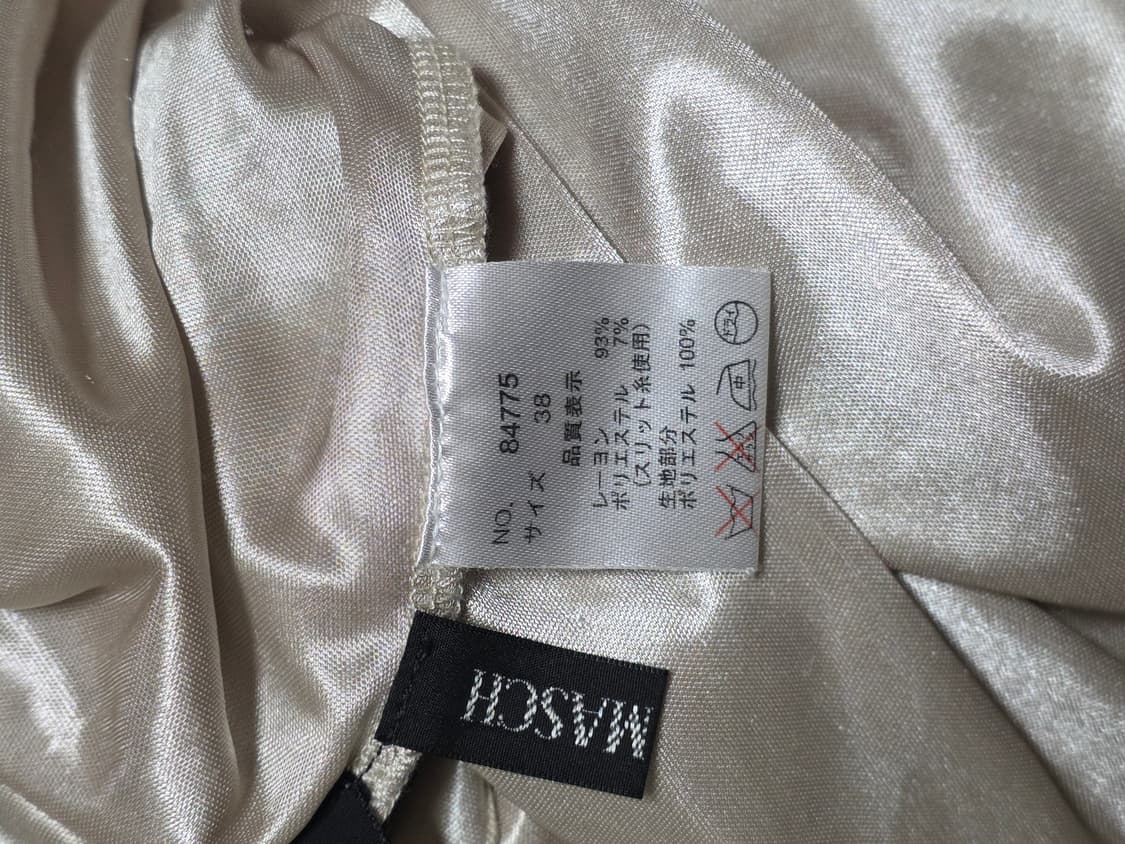 NO. 84775
サイズ 38
品質表示
レーヨン 93%
ポリエステル 7%
(スリット糸使用)
生地部分
ポリエステル 100%
中 ドライ
MASCH